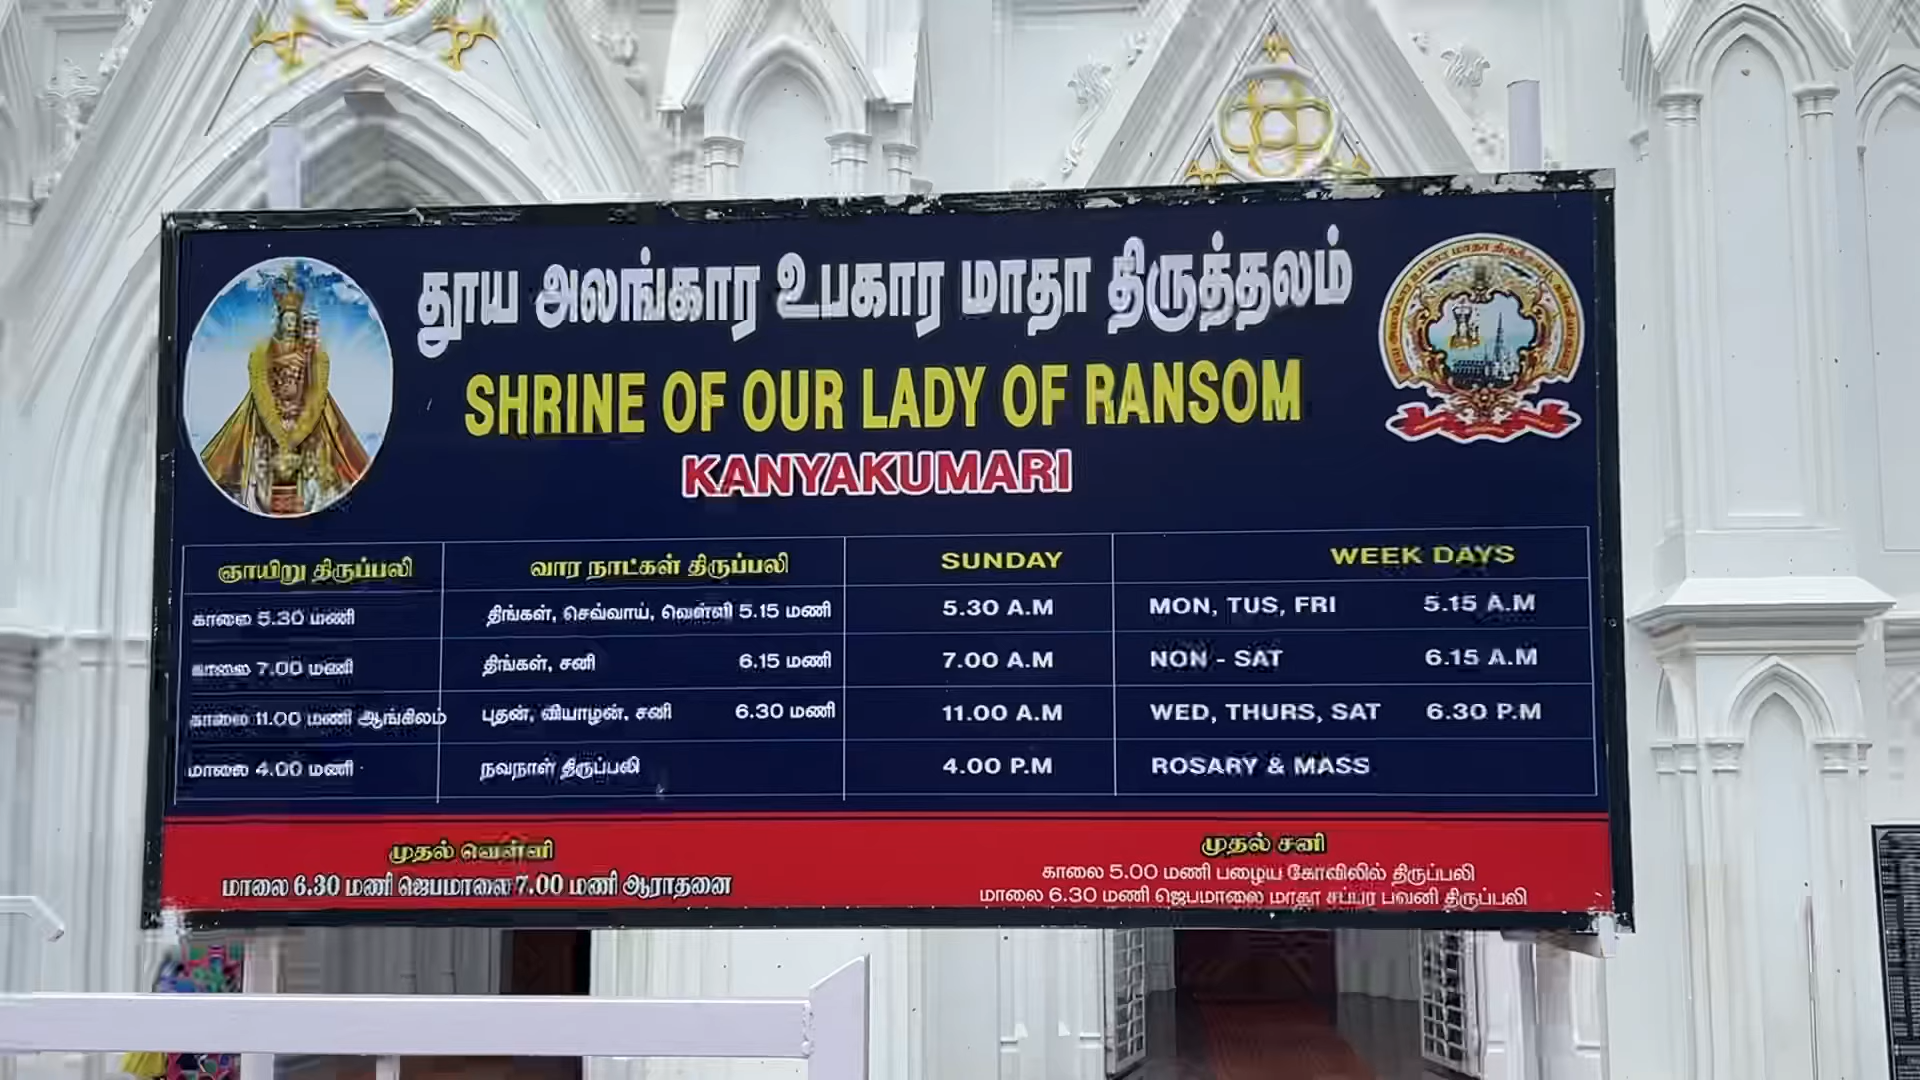 தூய அலங்கார உபகார மாதா திருத்தலம்
SHRINE OF OUR LADY OF RANSOM
KANYAKUMARI
ஞாயிறு திருப்பலி வார நாட்கள் திருப்பலி SUNDAY WEEK DAYS
காலை 5.30 மணி திங்கள், செவ்வாய், வெள்ளி 5.15 மணி 5.30 A.M MON, TUS, FRI 5.15 A.M
காலை 7.00 மணி திங்கள், சனி 6.15 மணி 7.00 A.M NON - SAT 6.15 A.M
காலை 11.00 மணி ஆங்கிலம் புதன், வியாழன், சனி 6.30 மணி 11.00 A.M WED, THURS, SAT 6.30 P.M
மாலை 4.00 மணி நவநாள் திருப்பலி 4.00 P.M ROSARY & MASS
முதல் வெள்ளி
மாலை 6.30 மணி ஜெபமாலை 7.00 மணி ஆராதனை
முதல் சனி
காலை 5.00 மணி பழைய கோவிலில் திருப்பலி
மாலை 6.30 மணி ஜெபமாலை மாதா சப்பர பவனி திருப்பலி